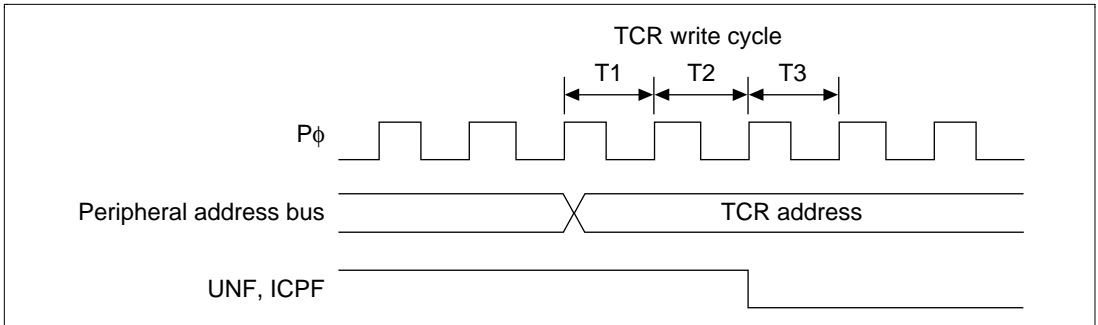 TCR write cycle
T1 T2 T3
Pϕ
Peripheral address bus
TCR address
UNF, ICPF